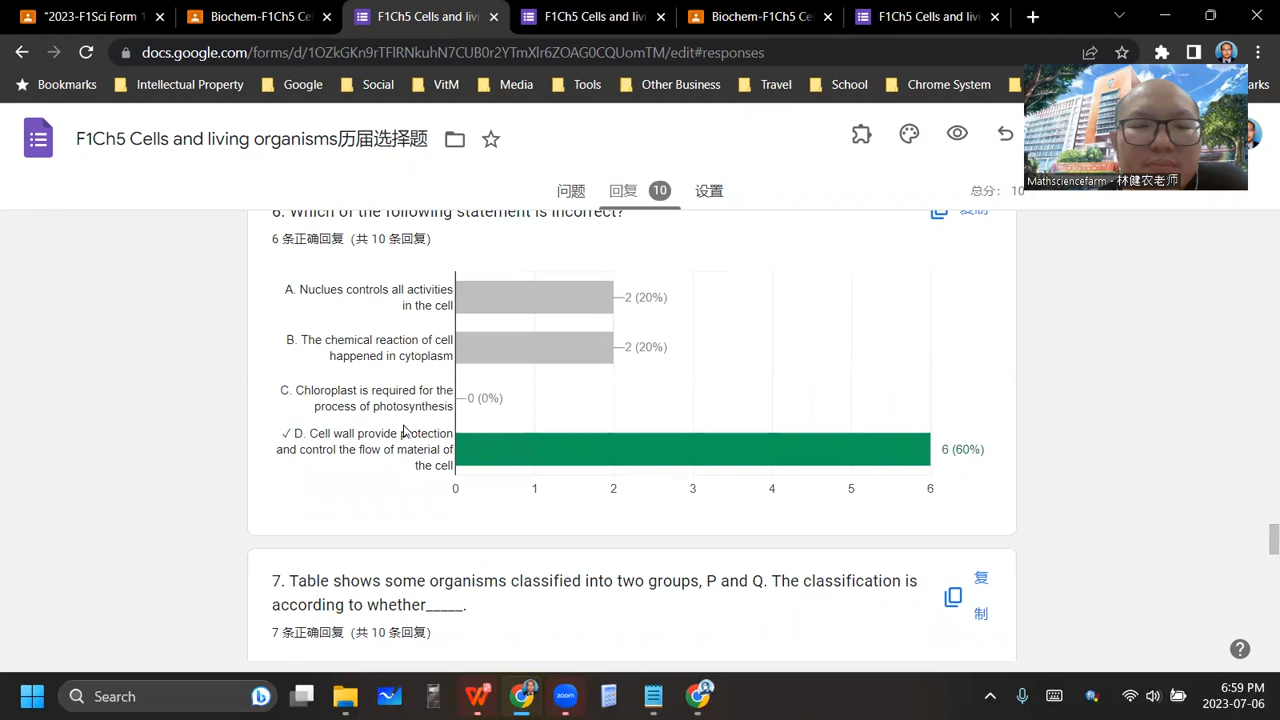 "2023-F1Sci Form 1
Biochem-F1Ch5
F1Ch5 Cells and livi
F1Ch5 Cells and livi
Biochem-F1Ch5
F1Ch5 Cells and livi
docs.google.com/forms/d/1OZkGKn9rTFlRNkuhN7CUB0r2YTmXlr6ZOAG0CQUomTM/edit#responses
Bookmarks
Intellectual Property
Google
Social
VitM
Media
Tools
Other Business
Travel
School
Chrome System
arks
F1Ch5 Cells and living organisms历届选择题
Mathsciencefarm - 林健农老师
问题
回复 10
设置
总分： 10
6. Which of the following statement is incorrect?
复制
6 条正确回复（共 10 条回复）
A. Nuclues controls all activities
in the cell
2 (20%)
B. The chemical reaction of cell
happened in cytoplasm
2 (20%)
C. Chloroplast is required for the
process of photosynthesis
0 (0%)
✓ D. Cell wall provide protection
and control the flow of material of
the cell
6 (60%)
0 1 2 3 4 5 6
7. Table shows some organisms classified into two groups, P and Q. The classification is
according to whether_____.
复
制
7 条正确回复（共 10 条回复）
Search
zoom
6:59 PM
2023-07-06